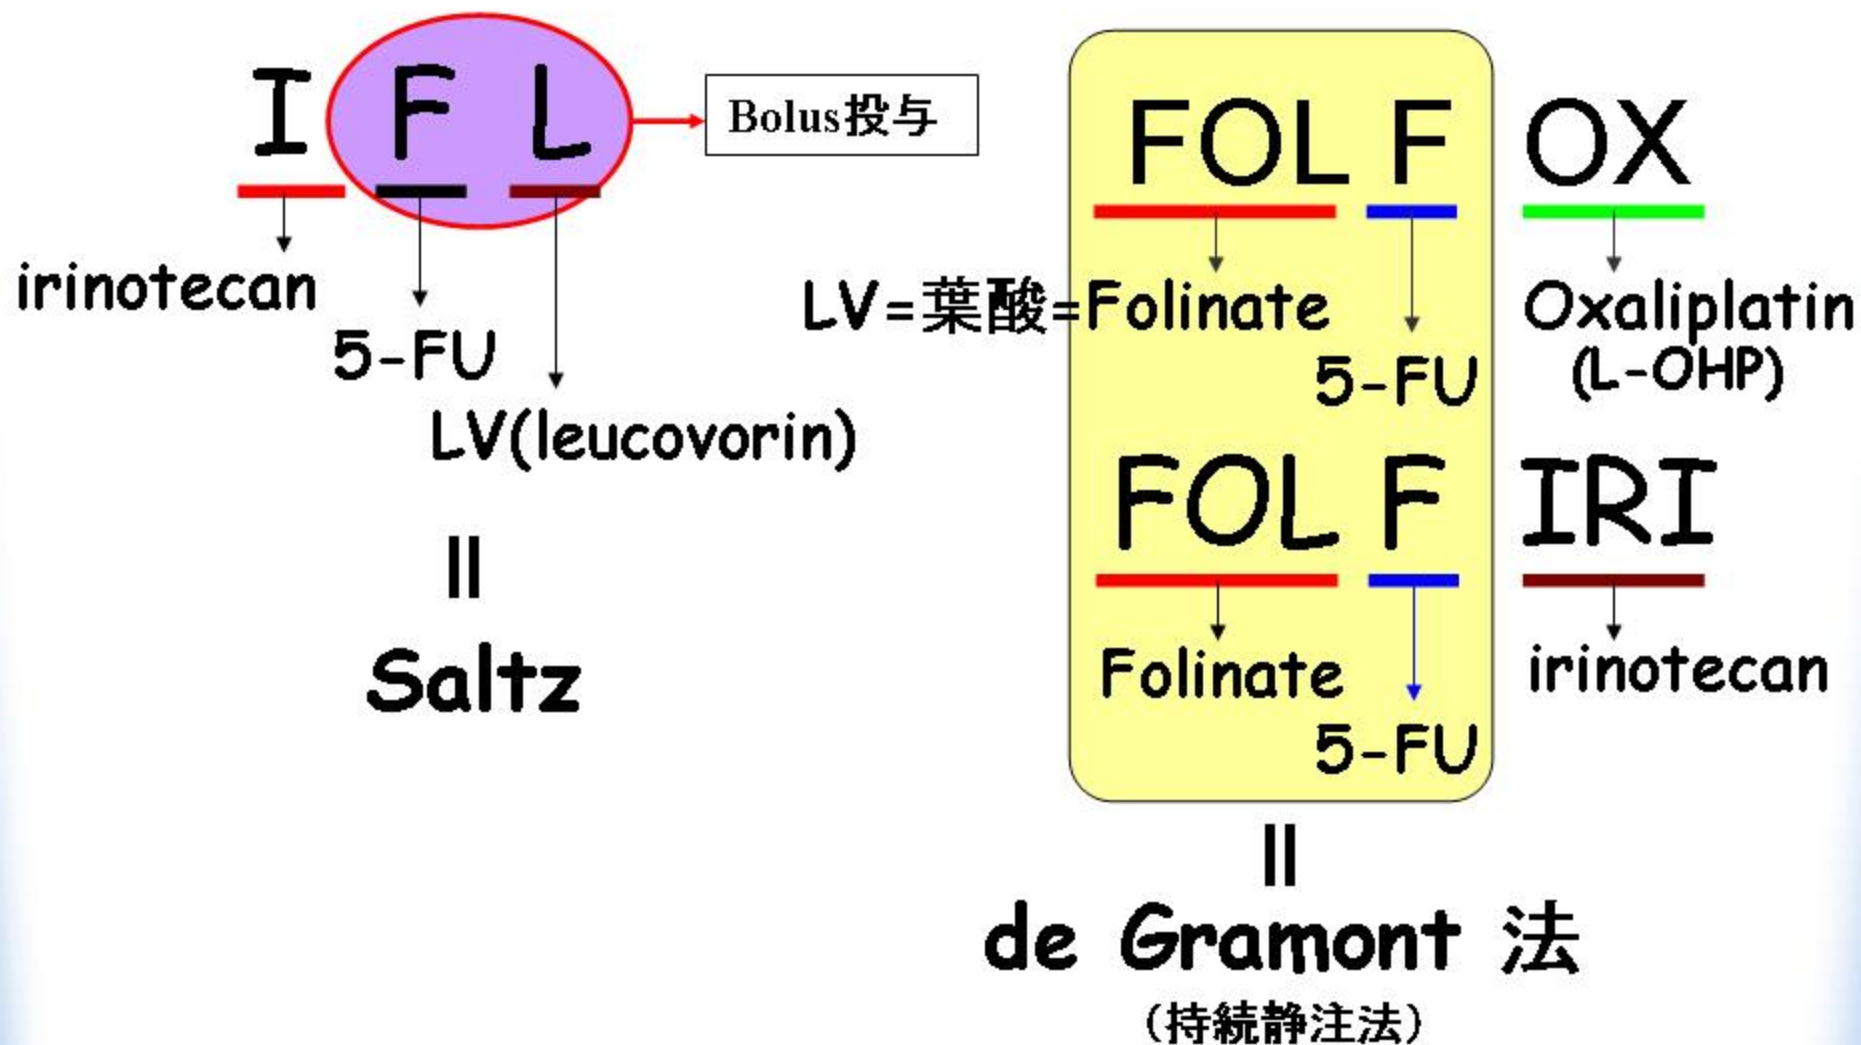 I F L
Bolus投与
irinotecan
5-FU
LV(leucovorin)
=
Saltz
FOL F OX
LV=葉酸=Folinate
5-FU
Oxaliplatin
(L-OHP)
FOL F IRI
Folinate
5-FU
irinotecan
=
de Gramont 法
(持続静注法)